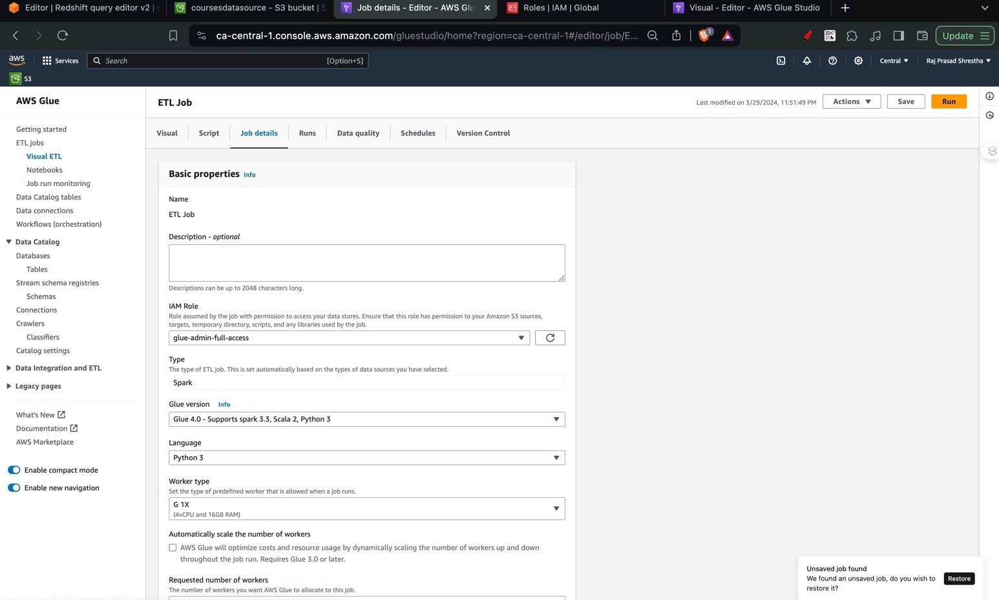 Editor | Redshift query editor v2 |
coursesdatasource - S3 bucket | S
Job details - Editor - AWS Glu
Roles | IAM | Global
Visual - Editor - AWS Glue Studio
ca-central-1.console.aws.amazon.com/gluestudio/home?region=ca-central-1#/editor/job/E...
1
Update
aws
Services
Search
[Option+S]
Central
Raj Prasad Shrestha
S3
AWS Glue
Getting started
ETL jobs
Visual ETL
Notebooks
Job run monitoring
Data Catalog tables
Data connections
Workflows (orchestration)
Data Catalog
Databases
Tables
Stream schema registries
Schemas
Connections
Crawlers
Classifiers
Catalog settings
Data Integration and ETL
Legacy pages
What's New
Documentation
AWS Marketplace
Enable compact mode
Enable new navigation
ETL Job
Last modified on 3/29/2024, 11:51:49 PM
Actions
Save
Run
Visual
Script
Job details
Runs
Data quality
Schedules
Version Control
Basic properties Info
Name
ETL Job
Description - optional
Descriptions can be up to 2048 characters long.
IAM Role
Role assumed by the job with permission to access your data stores. Ensure that this role has permission to your Amazon S3 sources,
targets, temporary directory, scripts, and any libraries used by the job.
glue-admin-full-access
Type
The type of ETL job. This is set automatically based on the types of data sources you have selected.
Spark
Glue version Info
Glue 4.0 - Supports spark 3.3, Scala 2, Python 3
Language
Python 3
Worker type
Set the type of predefined worker that is allowed when a job runs.
G 1X
(4vCPU and 16GB RAM)
Automatically scale the number of workers
AWS Glue will optimize costs and resource usage by dynamically scaling the number of workers up and down
throughout the job run. Requires Glue 3.0 or later.
Requested number of workers
The number of workers you want AWS Glue to allocate to this job.
Unsaved job found
We found an unsaved job, do you wish to
restore it?
Restore